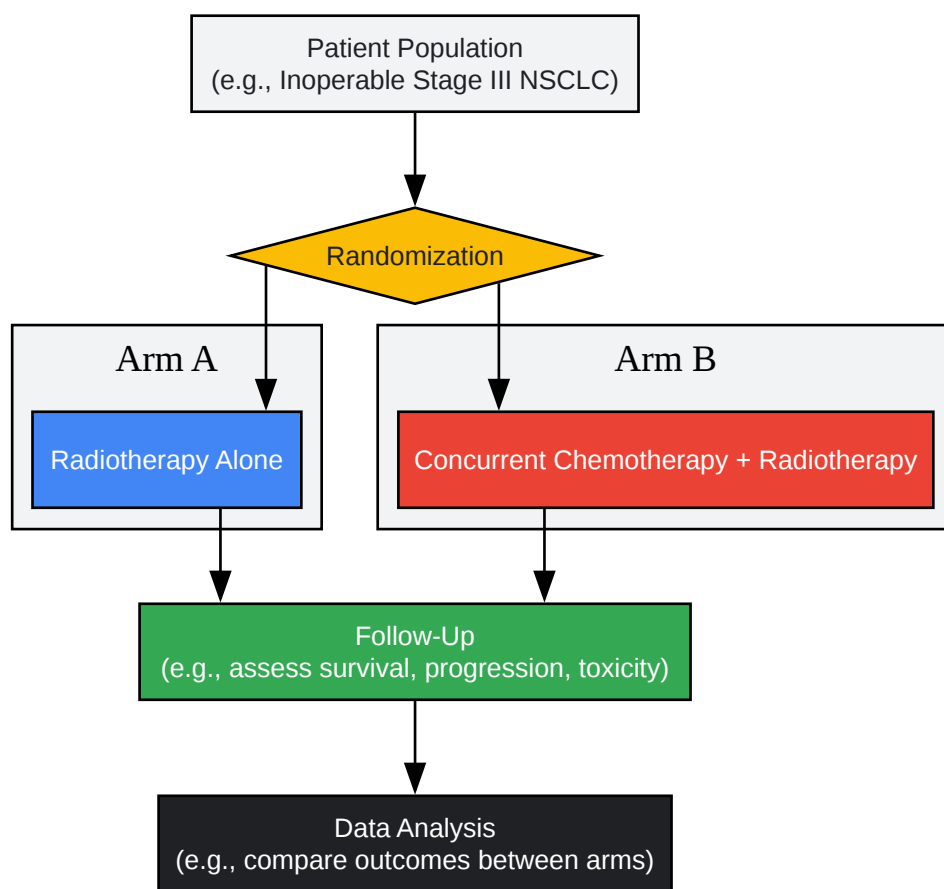 Patient Population
(e.g., Inoperable Stage III NSCLC)
Randomization
Arm A
Radiotherapy Alone
Arm B
Concurrent Chemotherapy + Radiotherapy
Follow-Up
(e.g., assess survival, progression, toxicity)
Data Analysis
(e.g., compare outcomes between arms)